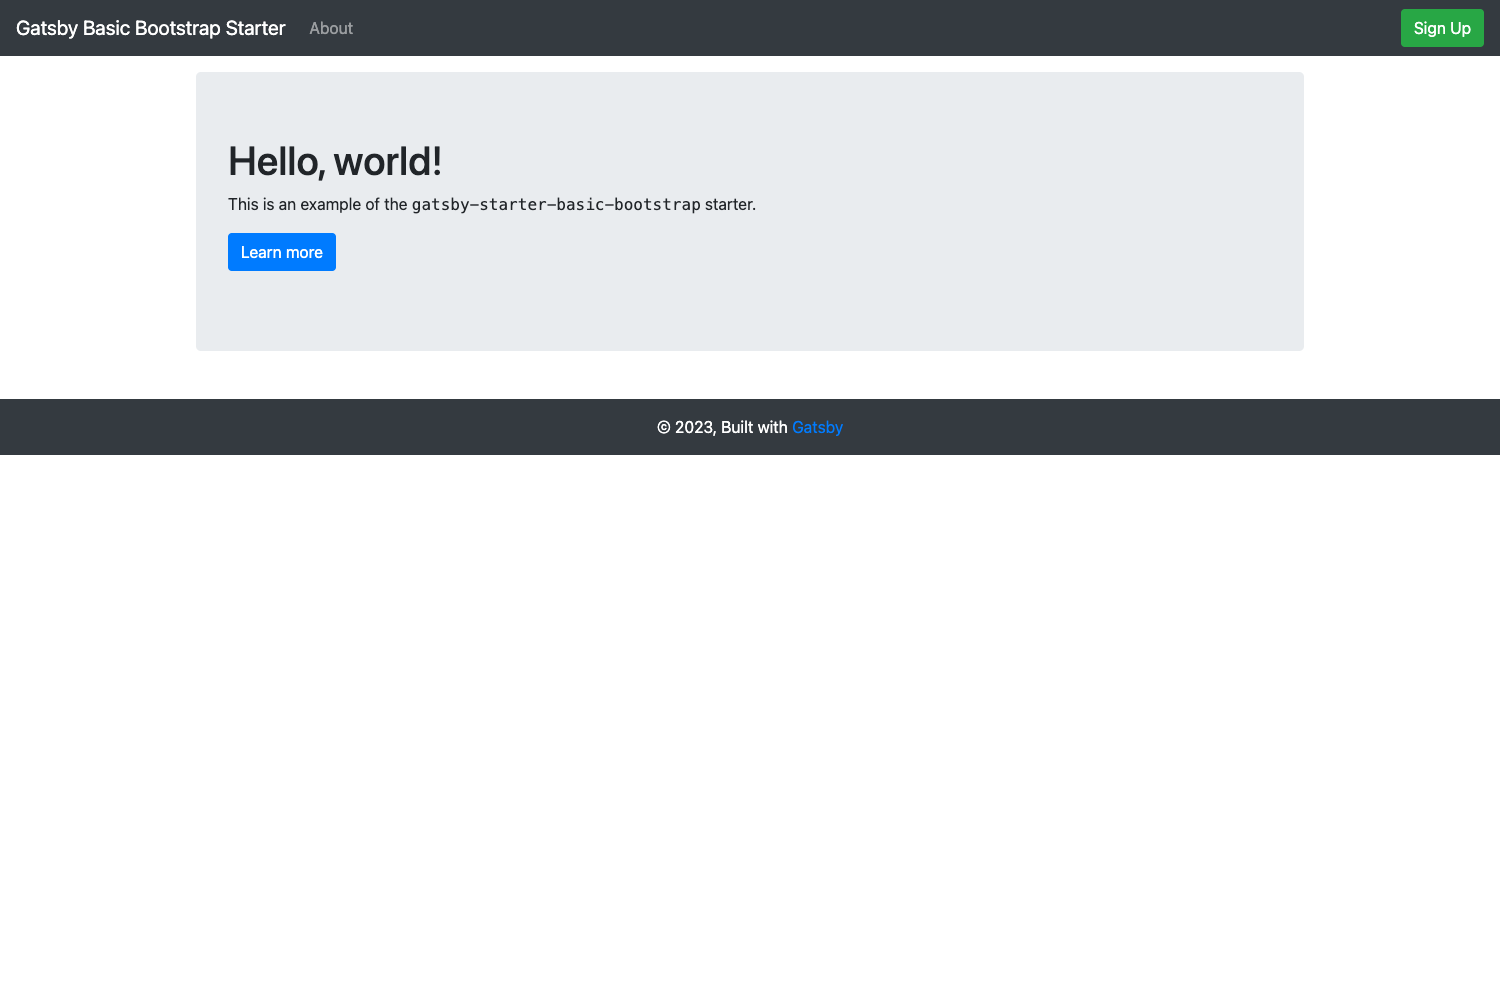 Gatsby Basic Bootstrap Starter About Sign Up
Hello, world!
This is an example of the gatsby-starter-basic-bootstrap starter.
Learn more
© 2023, Built with Gatsby